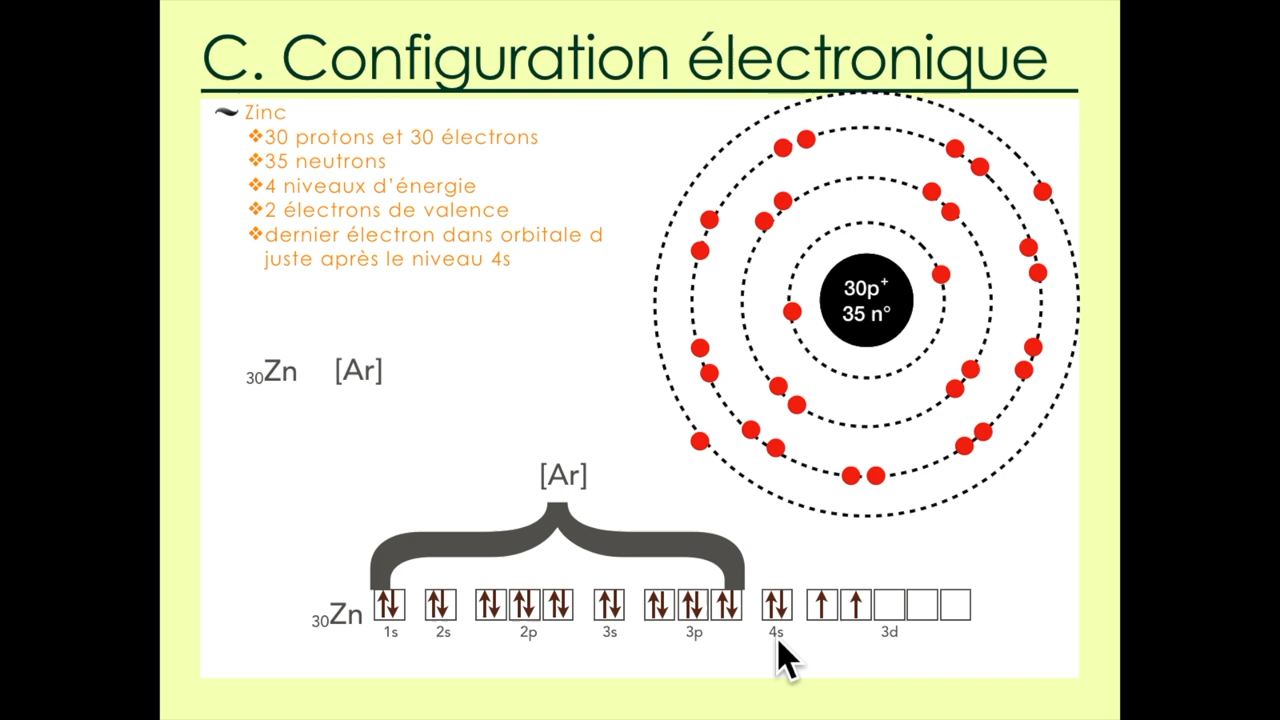 C. Configuration électronique
Zinc
❖30 protons et 30 électrons
❖35 neutrons
❖4 niveaux d'énergie
❖2 électrons de valence
❖dernier électron dans orbitale d
juste après le niveau 4s
30p⁺
35 n°
₃₀Zn [Ar]
[Ar]
₃₀Zn
1s 2s 2p 3s 3p 4s 3d